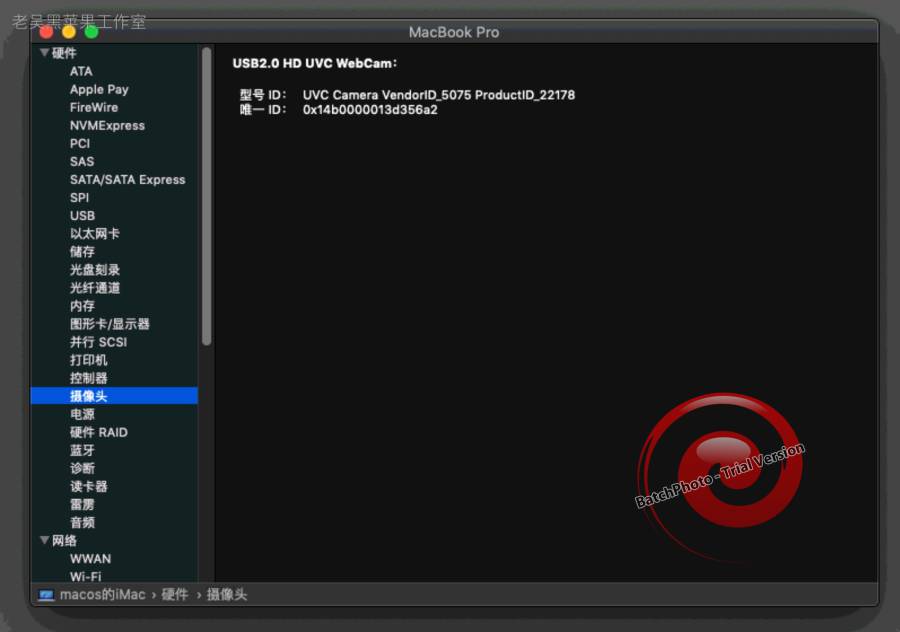 老吴黑苹果工作室
MacBook Pro
硬件
ATA
Apple Pay
FireWire
NVMExpress
PCI
SAS
SATA/SATA Express
SPI
USB
以太网卡
储存
光盘刻录
光纤通道
内存
图形卡/显示器
并行 SCSI
打印机
控制器
摄像头
电源
硬件 RAID
蓝牙
诊断
读卡器
雷雳
音频
网络
WWAN
Wi-Fi
USB2.0 HD UVC WebCam:
型号 ID: UVC Camera VendorID_5075 ProductID_22178
唯一 ID: 0x14b0000013d356a2
BatchPhoto - Trial Version
macos的iMac › 硬件 › 摄像头